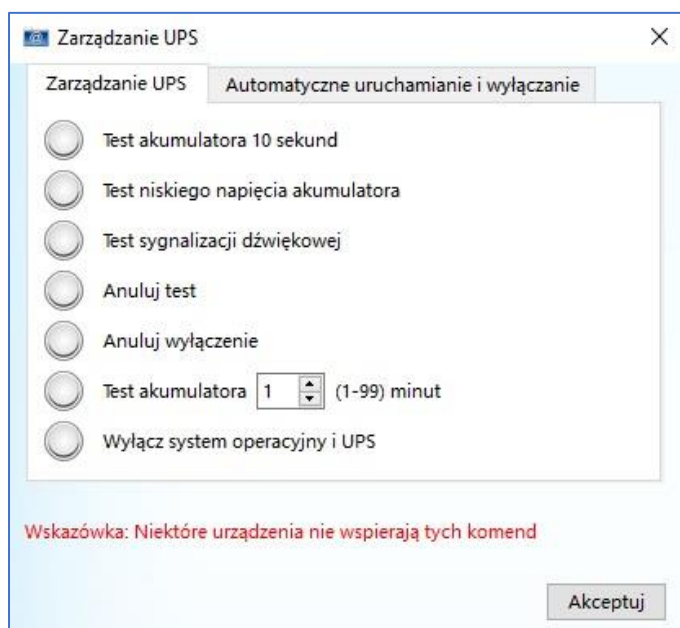 Zarządzanie UPS
Zarządzanie UPS Automatyczne uruchamianie i wyłączanie
Test akumulatora 10 sekund
Test niskiego napięcia akumulatora
Test sygnalizacji dźwiękowej
Anuluj test
Anuluj wyłączenie
Test akumulatora 1 (1-99) minut
Wyłącz system operacyjny i UPS
Wskazówka: Niektóre urządzenia nie wspierają tych komend
Akceptuj